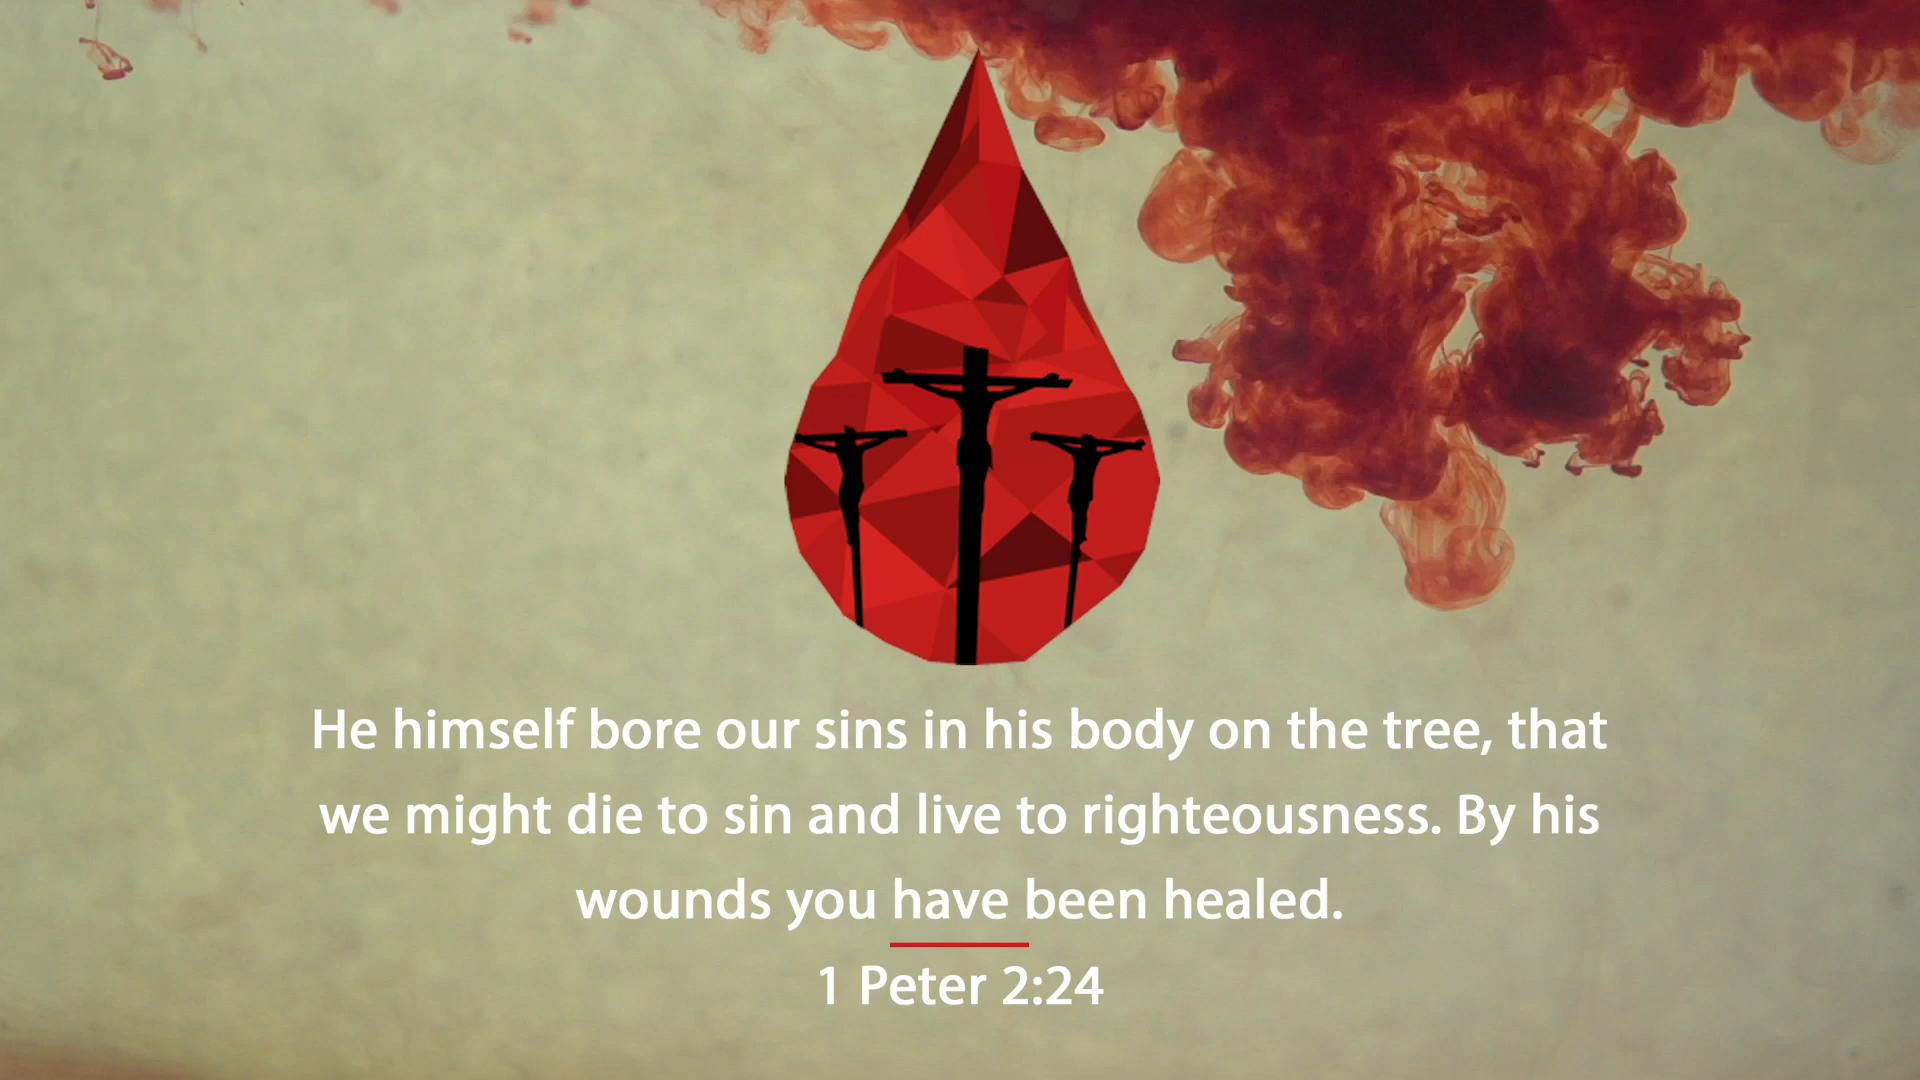 He himself bore our sins in his body on the tree, that
we might die to sin and live to righteousness. By his
wounds you have been healed.
1 Peter 2:24